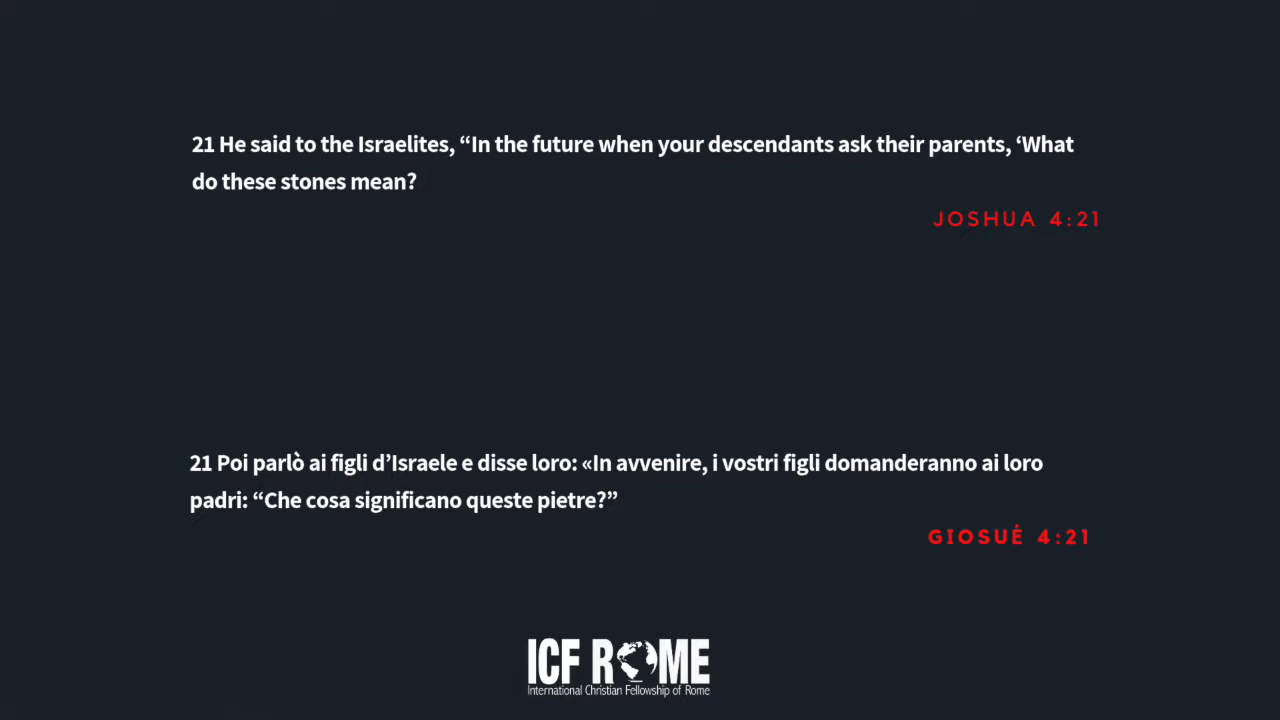 21 He said to the Israelites, “In the future when your descendants ask their parents, ‘What
do these stones mean?
JOSHUA 4:21
21 Poi parlò ai figli d’Israele e disse loro: «In avvenire, i vostri figli domanderanno ai loro
padri: “Che cosa significano queste pietre?”
GIOSUÉ 4:21
ICF ROME
International Christian Fellowship of Rome